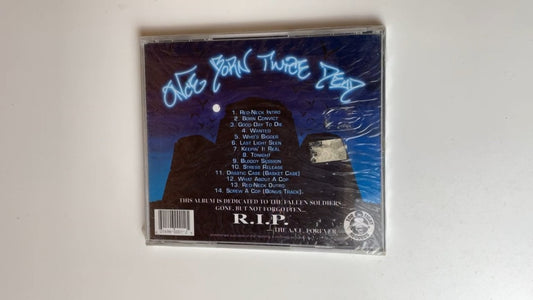 ONCE BORN TWICE DEAD
1. RED-NECK INTRO
2. BORN CONVICT
3. GOOD DAY TO DIE
4. WANTED
5. WHO'S BIGGER
6. LAST LIGHT SEEN
7. KEEPIN' IT REAL
8. TONIGHT
9. BLOODY SESSION
10. STRESS RELEASE
11. DRASTIC CASE (BASKET CASE)
12. WHAT ABOUT A COP
13. RED-NECK OUTRO
14. SCREW A COP (BONUS TRACK).
THIS ALBUM IS DEDICATED TO THE FALLEN SOLDIERS...
GONE, BUT NOT FORGOTTEN...
R.I.P.
...THE A.V.E. FOREVER...